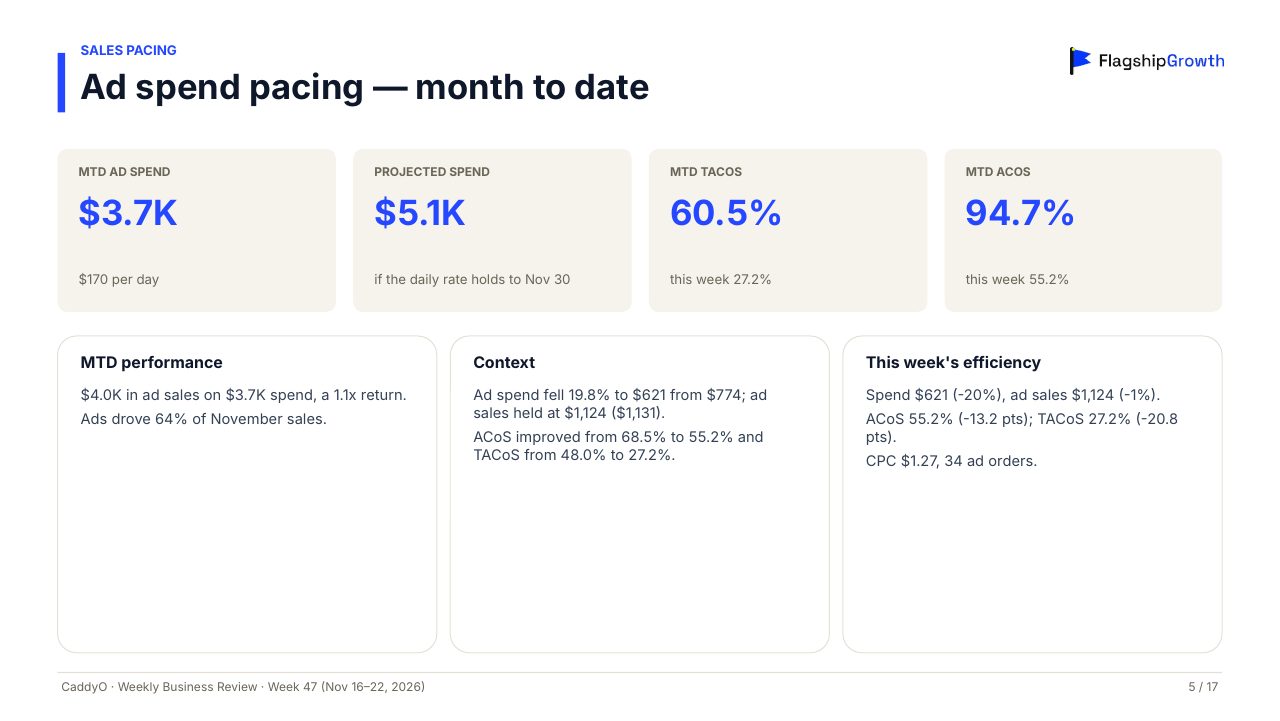 SALES PACING
Ad spend pacing — month to date
FlagshipGrowth
MTD AD SPEND
$3.7K
$170 per day
PROJECTED SPEND
$5.1K
if the daily rate holds to Nov 30
MTD TACOS
60.5%
this week 27.2%
MTD ACOS
94.7%
this week 55.2%
MTD performance
$4.0K in ad sales on $3.7K spend, a 1.1x return.
Ads drove 64% of November sales.
Context
Ad spend fell 19.8% to $621 from $774; ad
sales held at $1,124 ($1,131).
ACoS improved from 68.5% to 55.2% and
TACoS from 48.0% to 27.2%.
This week's efficiency
Spend $621 (-20%), ad sales $1,124 (-1%).
ACoS 55.2% (-13.2 pts); TACoS 27.2% (-20.8
pts).
CPC $1.27, 34 ad orders.
CaddyO · Weekly Business Review · Week 47 (Nov 16–22, 2026)
5 / 17